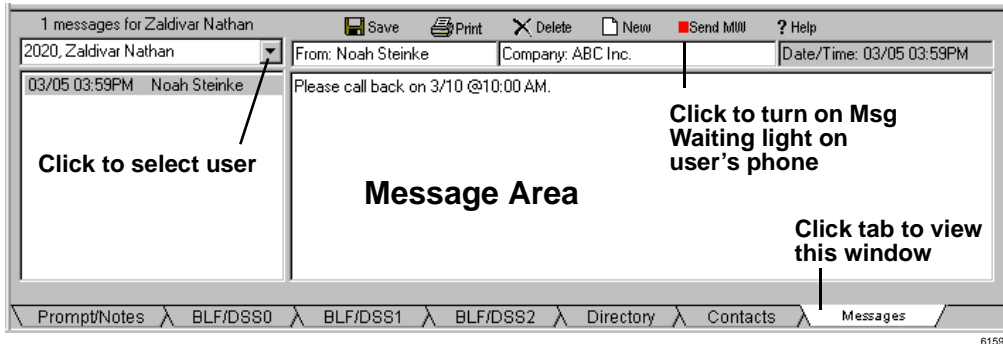 1 messages for Zaldivar Nathan
Save Print Delete New Send MW ? Help
2020, Zaldivar Nathan
From: Noah Steinke
Company: ABC Inc.
Date/Time: 03/05 03:59PM
03/05 03:59PM Noah Steinke
Please call back on 3/10 @10:00 AM.
Click to select user
Message Area
Click to turn on Msg
Waiting light on
user's phone
Click tab to view
this window
Prompt/Notes BLF/DSS0 BLF/DSS1 BLF/DSS2 Directory Contacts Messages
6159